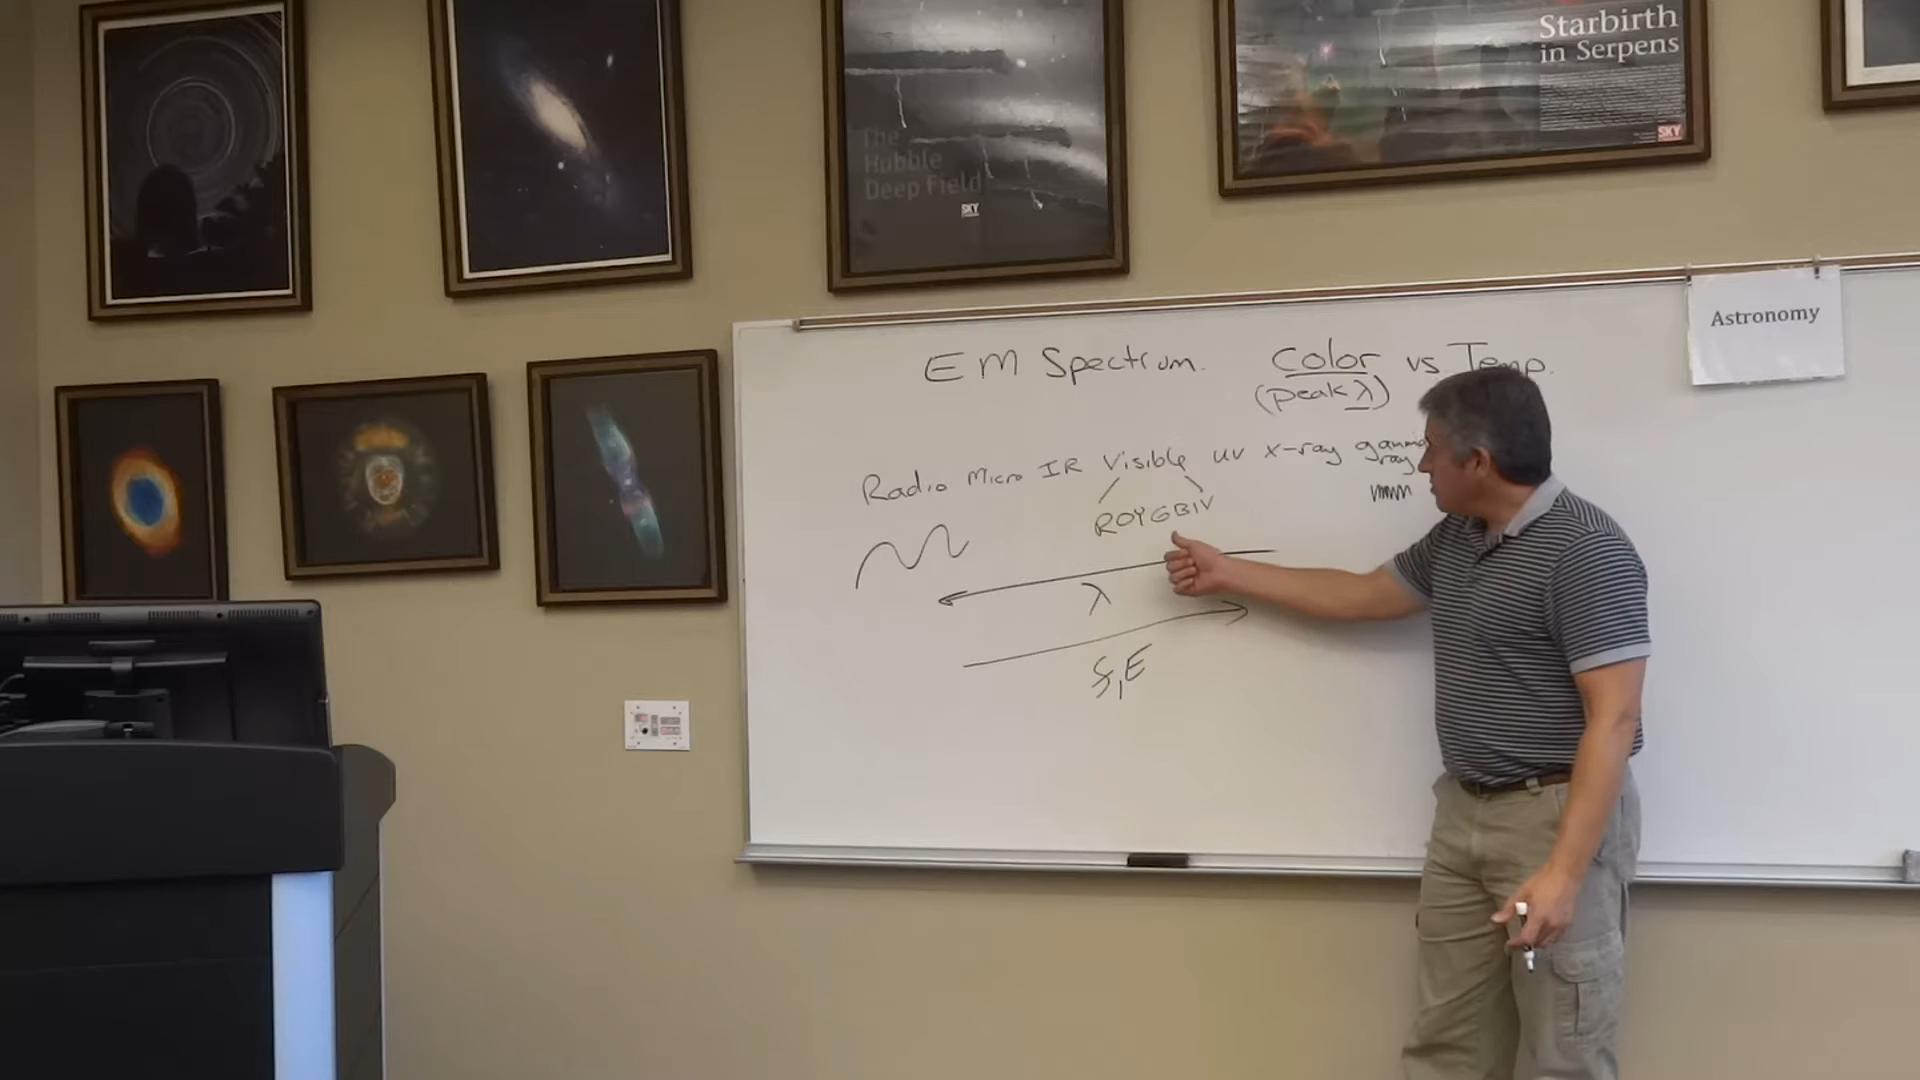 Starbirth
in Serpens
SKY
The
Hubble
Deep Field
SKY
Astronomy
EM Spectrum. Color vs Temp.
(Peak λ)
Radio Micro IR Visible UV x-ray gamma
ray
ROYGBIV
λ
f, E